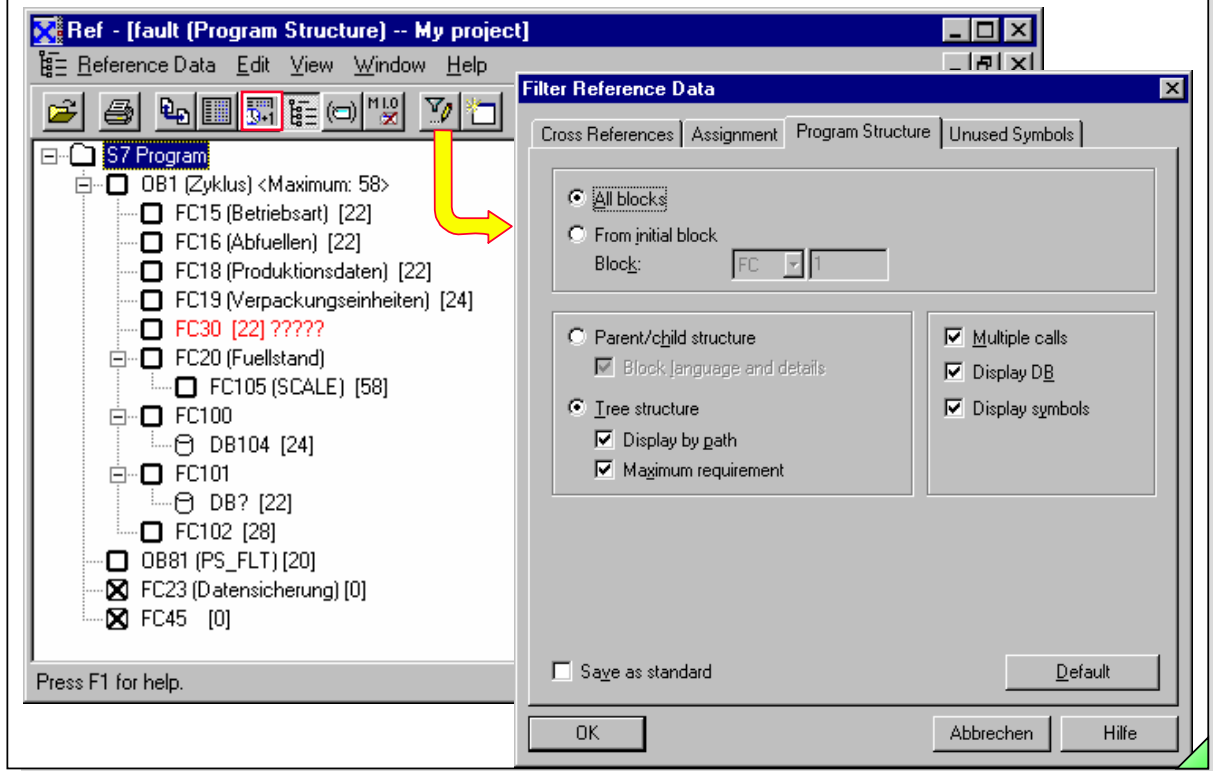 Ref - [fault (Program Structure) -- My project]
Reference Data Edit View Window Help
S7 Program
OB1 (Zyklus) <Maximum: 58>
FC15 (Betriebsart) [22]
FC16 (Abfuellen) [22]
FC18 (Produktionsdaten) [22]
FC19 (Verpackungseinheiten) [24]
FC30 [22] ?????
FC20 (Fuellstand)
FC105 (SCALE) [58]
FC100
DB104 [24]
FC101
DB? [22]
FC102 [28]
OB81 (PS_FLT) [20]
FC23 (Datensicherung) [0]
FC45 [0]
Press F1 for help.
Filter Reference Data
Cross References Assignment Program Structure Unused Symbols
All blocks
From initial block
Block: FC 1
Parent/child structure
Block language and details
Tree structure
Display by path
Maximum requirement
Multiple calls
Display DB
Display symbols
Save as standard
Default
OK Abbrechen Hilfe